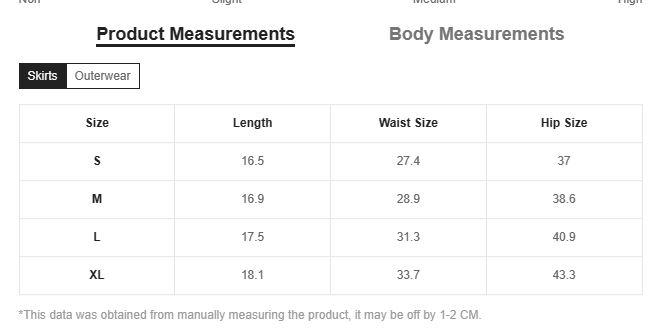 Non Slight Medium High
Product Measurements Body Measurements
Skirts Outerwear
Size Length Waist Size Hip Size
S 16.5 27.4 37
M 16.9 28.9 38.6
L 17.5 31.3 40.9
XL 18.1 33.7 43.3
*This data was obtained from manually measuring the product, it may be off by 1-2 CM.